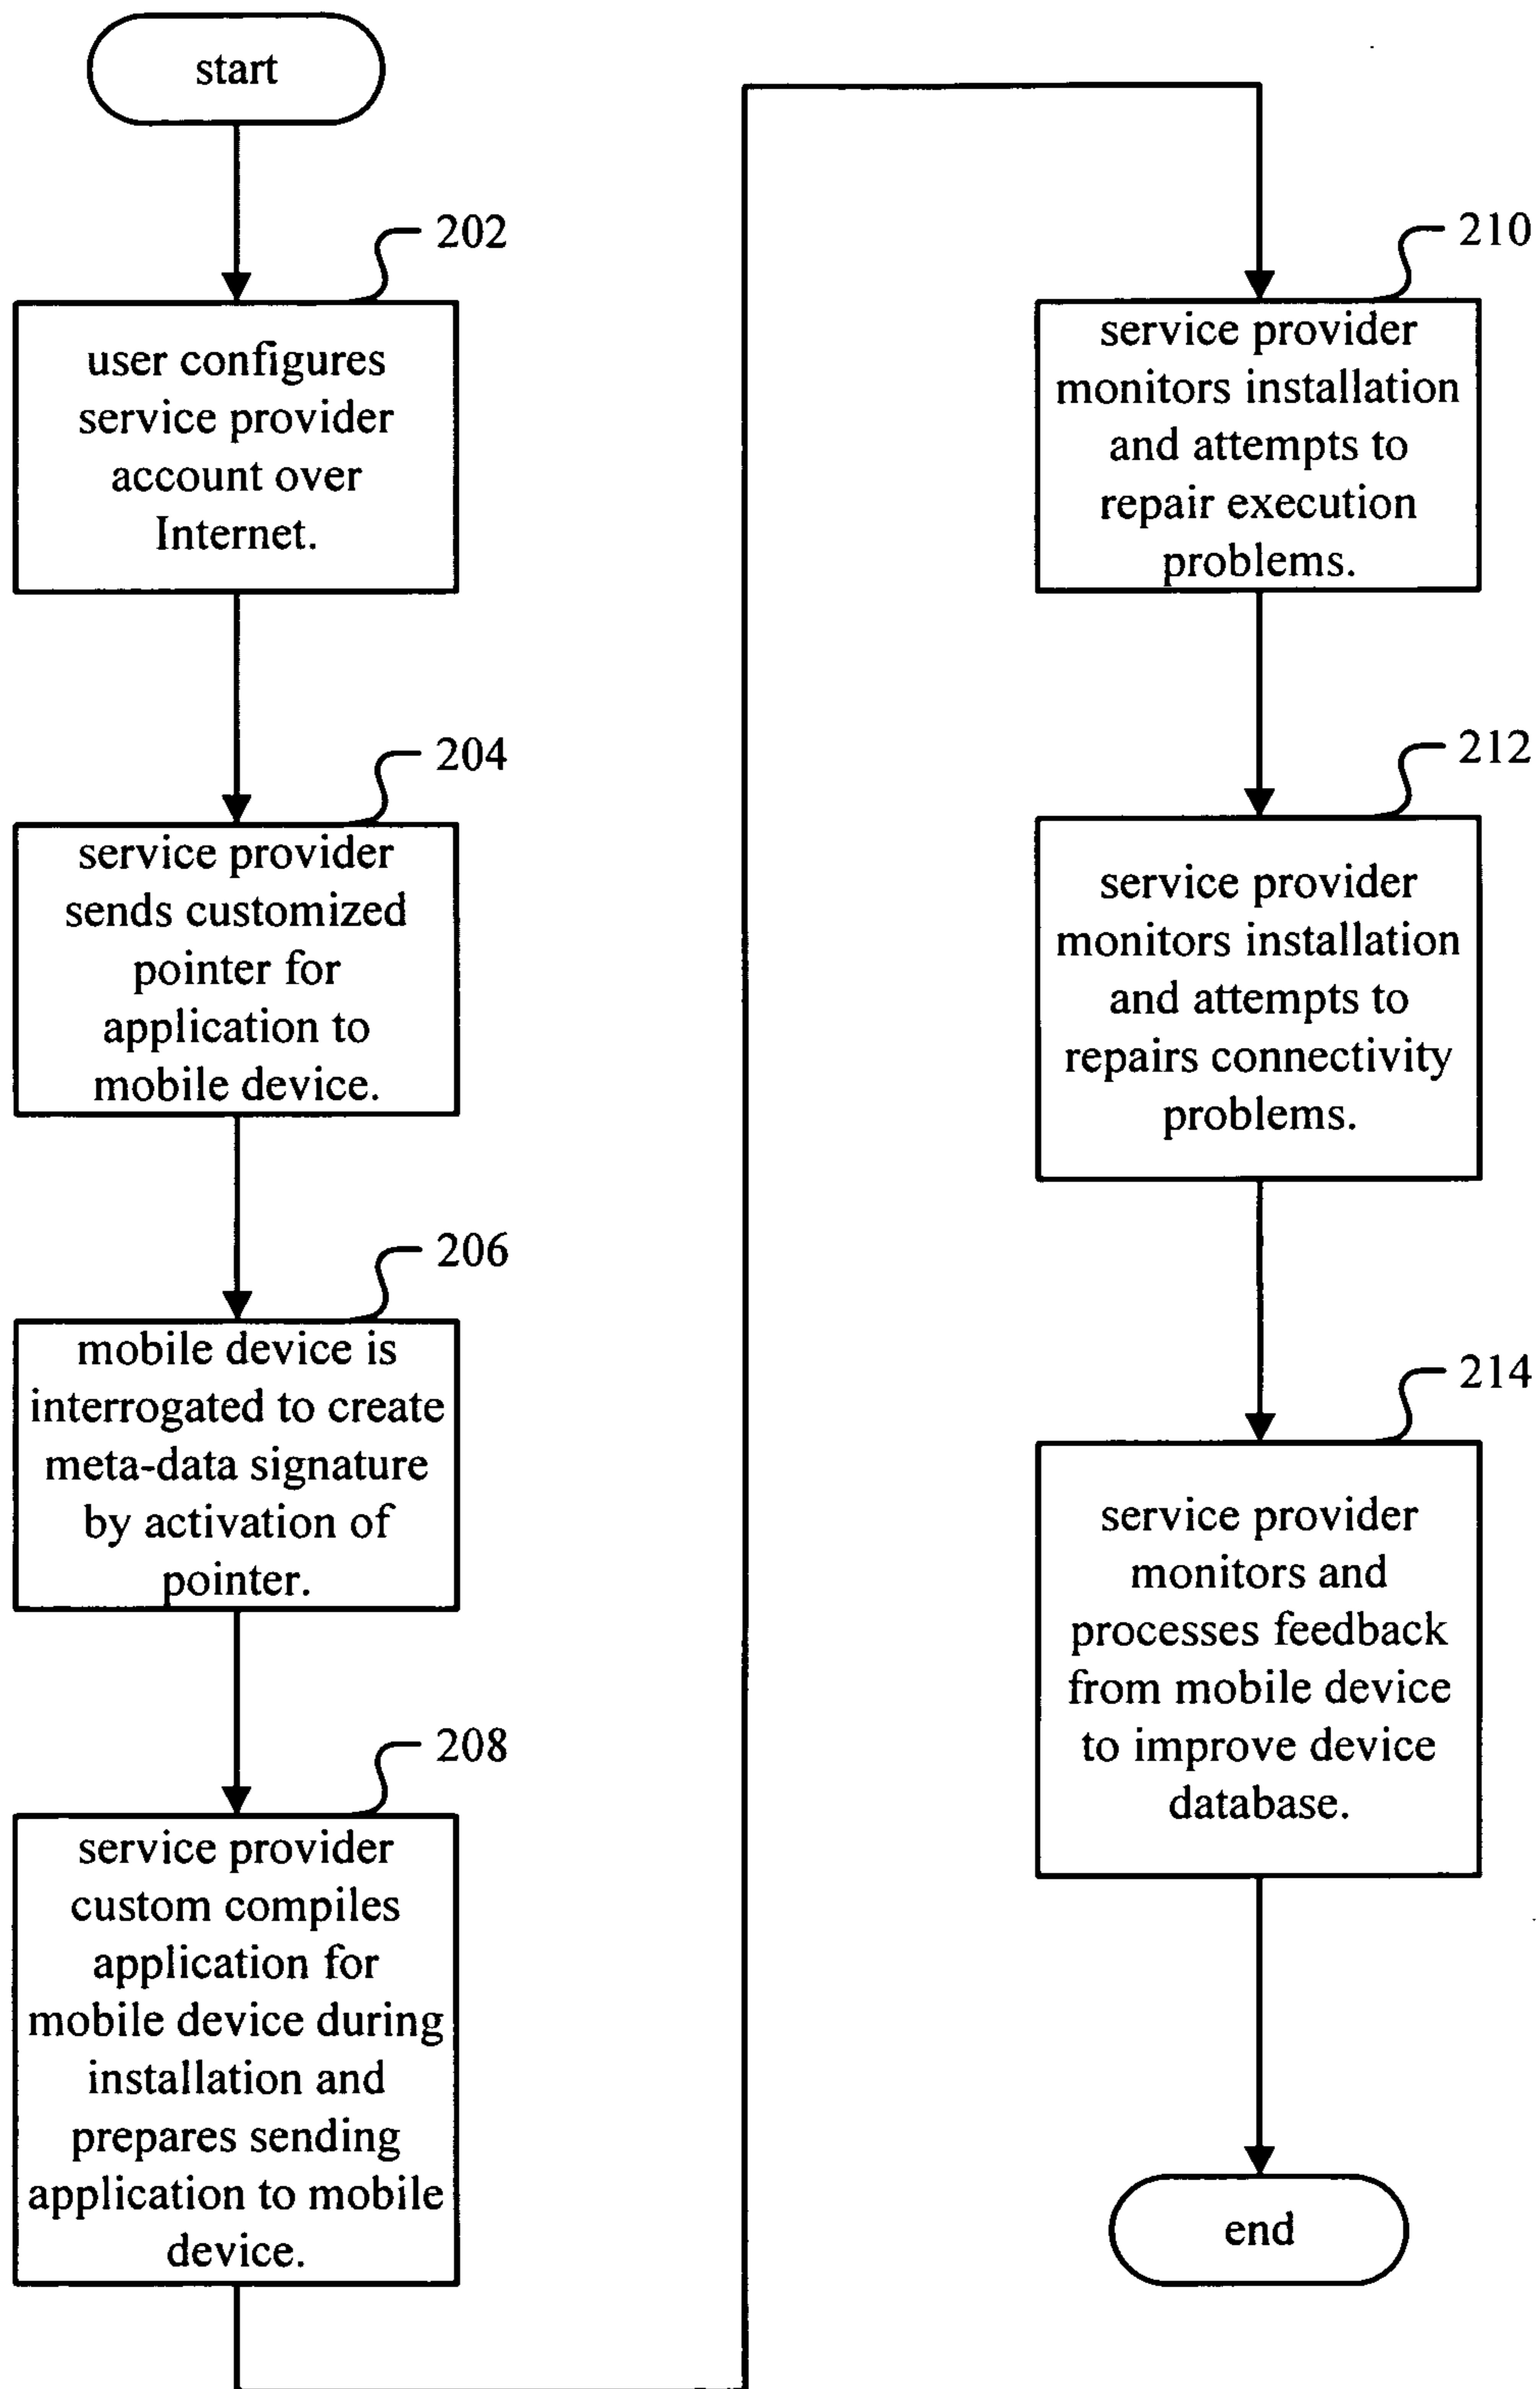 start
202
user configures
service provider
account over
Internet.
204
service provider
sends customized
pointer for
application to
mobile device.
206
mobile device is
interrogated to create
meta-data signature
by activation of
pointer.
208
service provider
custom compiles
application for
mobile device during
installation and
prepares sending
application to mobile
device.
210
service provider
monitors installation
and attempts to
repair execution
problems.
212
service provider
monitors installation
and attempts to
repairs connectivity
problems.
214
service provider
monitors and
processes feedback
from mobile device
to improve device
database.
end